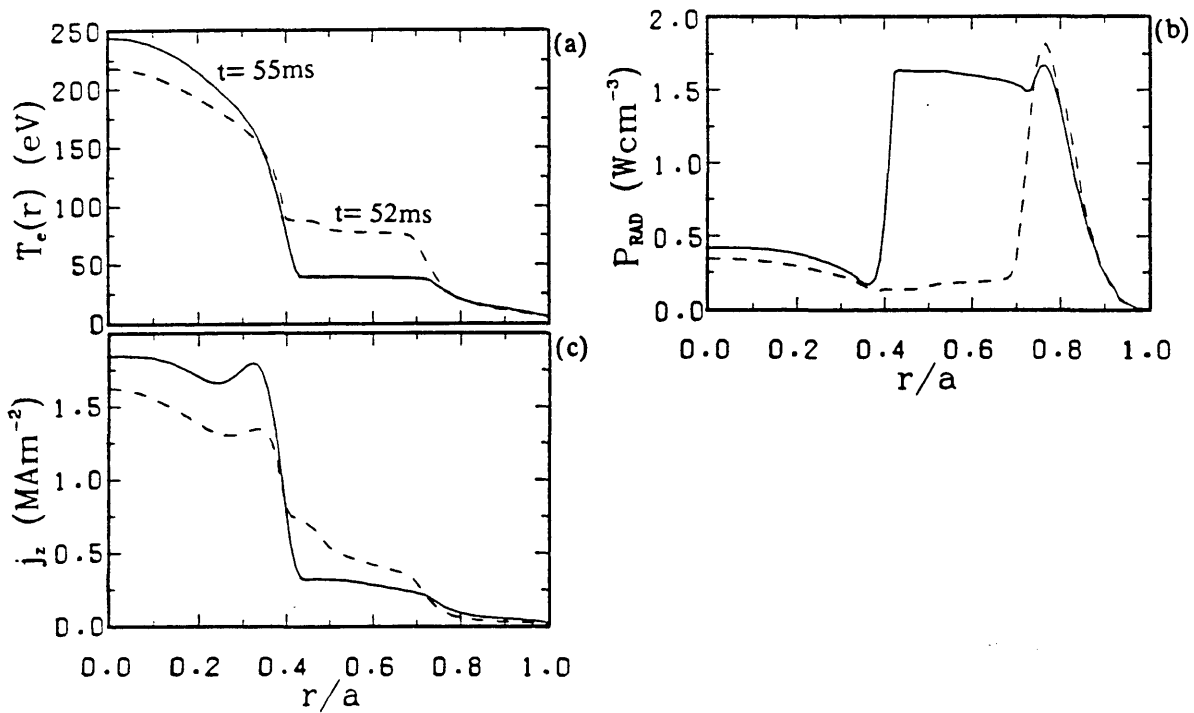 (a)
250
200
150
100
50
0
T_e(r) (eV)
t= 55ms
t= 52ms
(b)
2.0
1.5
1.0
0.5
0.0
P_RAD (Wcm⁻³)
0.0 0.2 0.4 0.6 0.8 1.0
r/a
(c)
1.5
1.0
0.5
0.0
j_z (MAm⁻²)
0.0 0.2 0.4 0.6 0.8 1.0
r/a